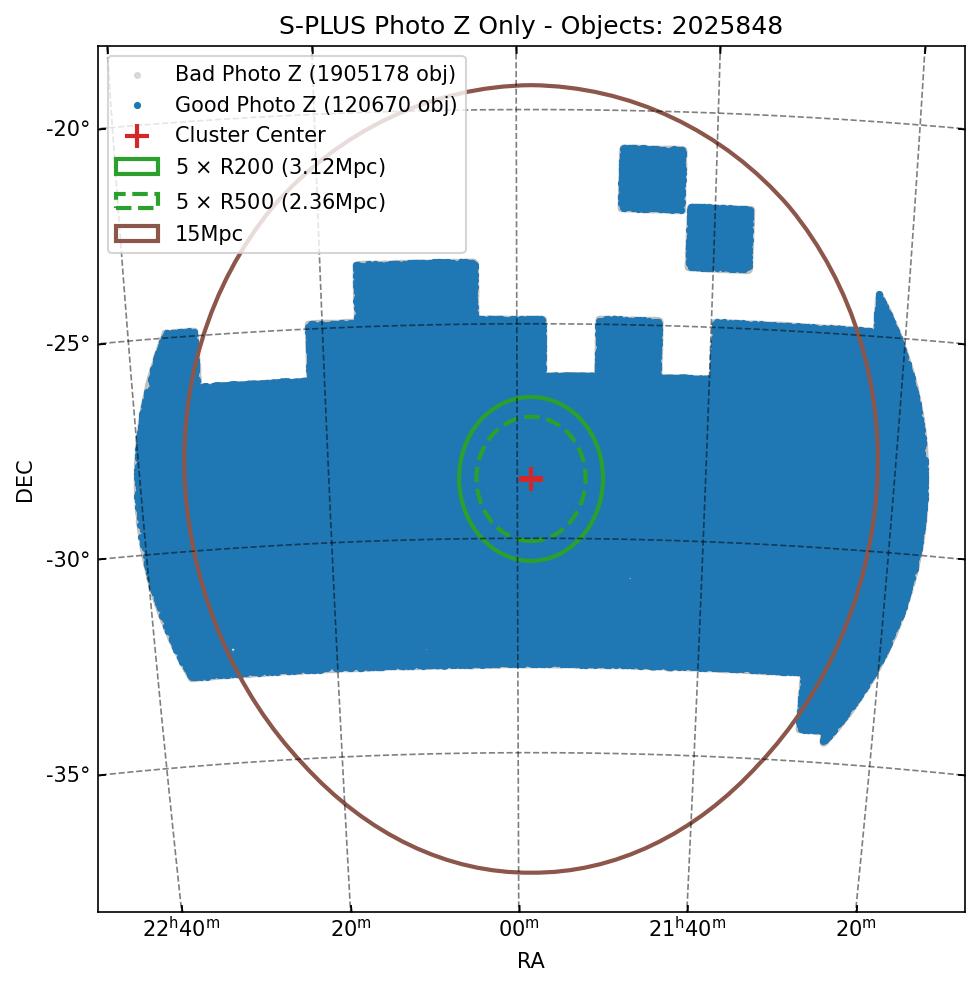 S-PLUS Photo Z Only - Objects: 2025848
Bad Photo Z (1905178 obj)
Good Photo Z (120670 obj)
Cluster Center
5 × R200 (3.12Mpc)
5 × R500 (2.36Mpc)
15Mpc
-20°
-25°
-30°
-35°
DEC
22ʰ40ᵐ 20ᵐ 00ᵐ 21ʰ40ᵐ 20ᵐ
RA